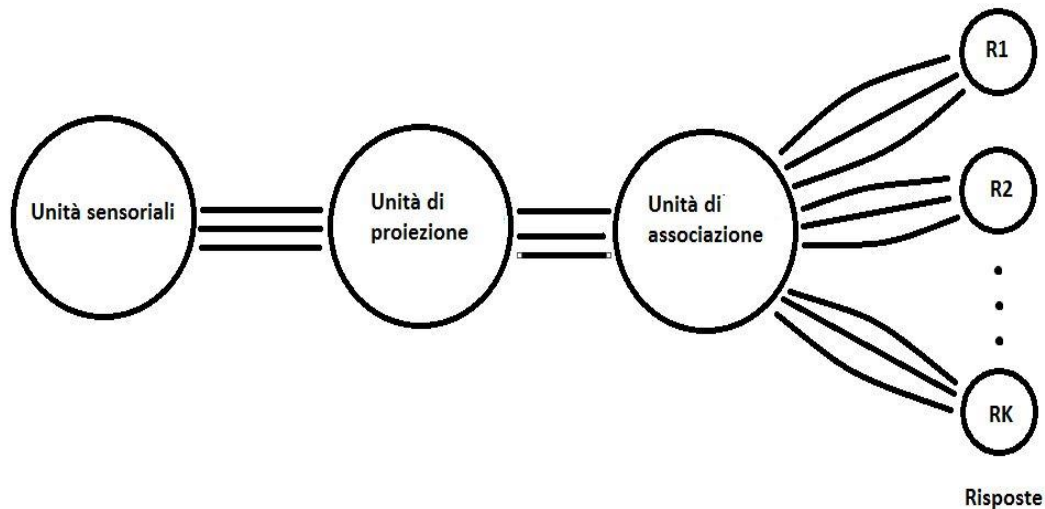 R1
Unità sensoriali
Unità di
proiezione
Unità di
associazione
R2
RK
Risposte